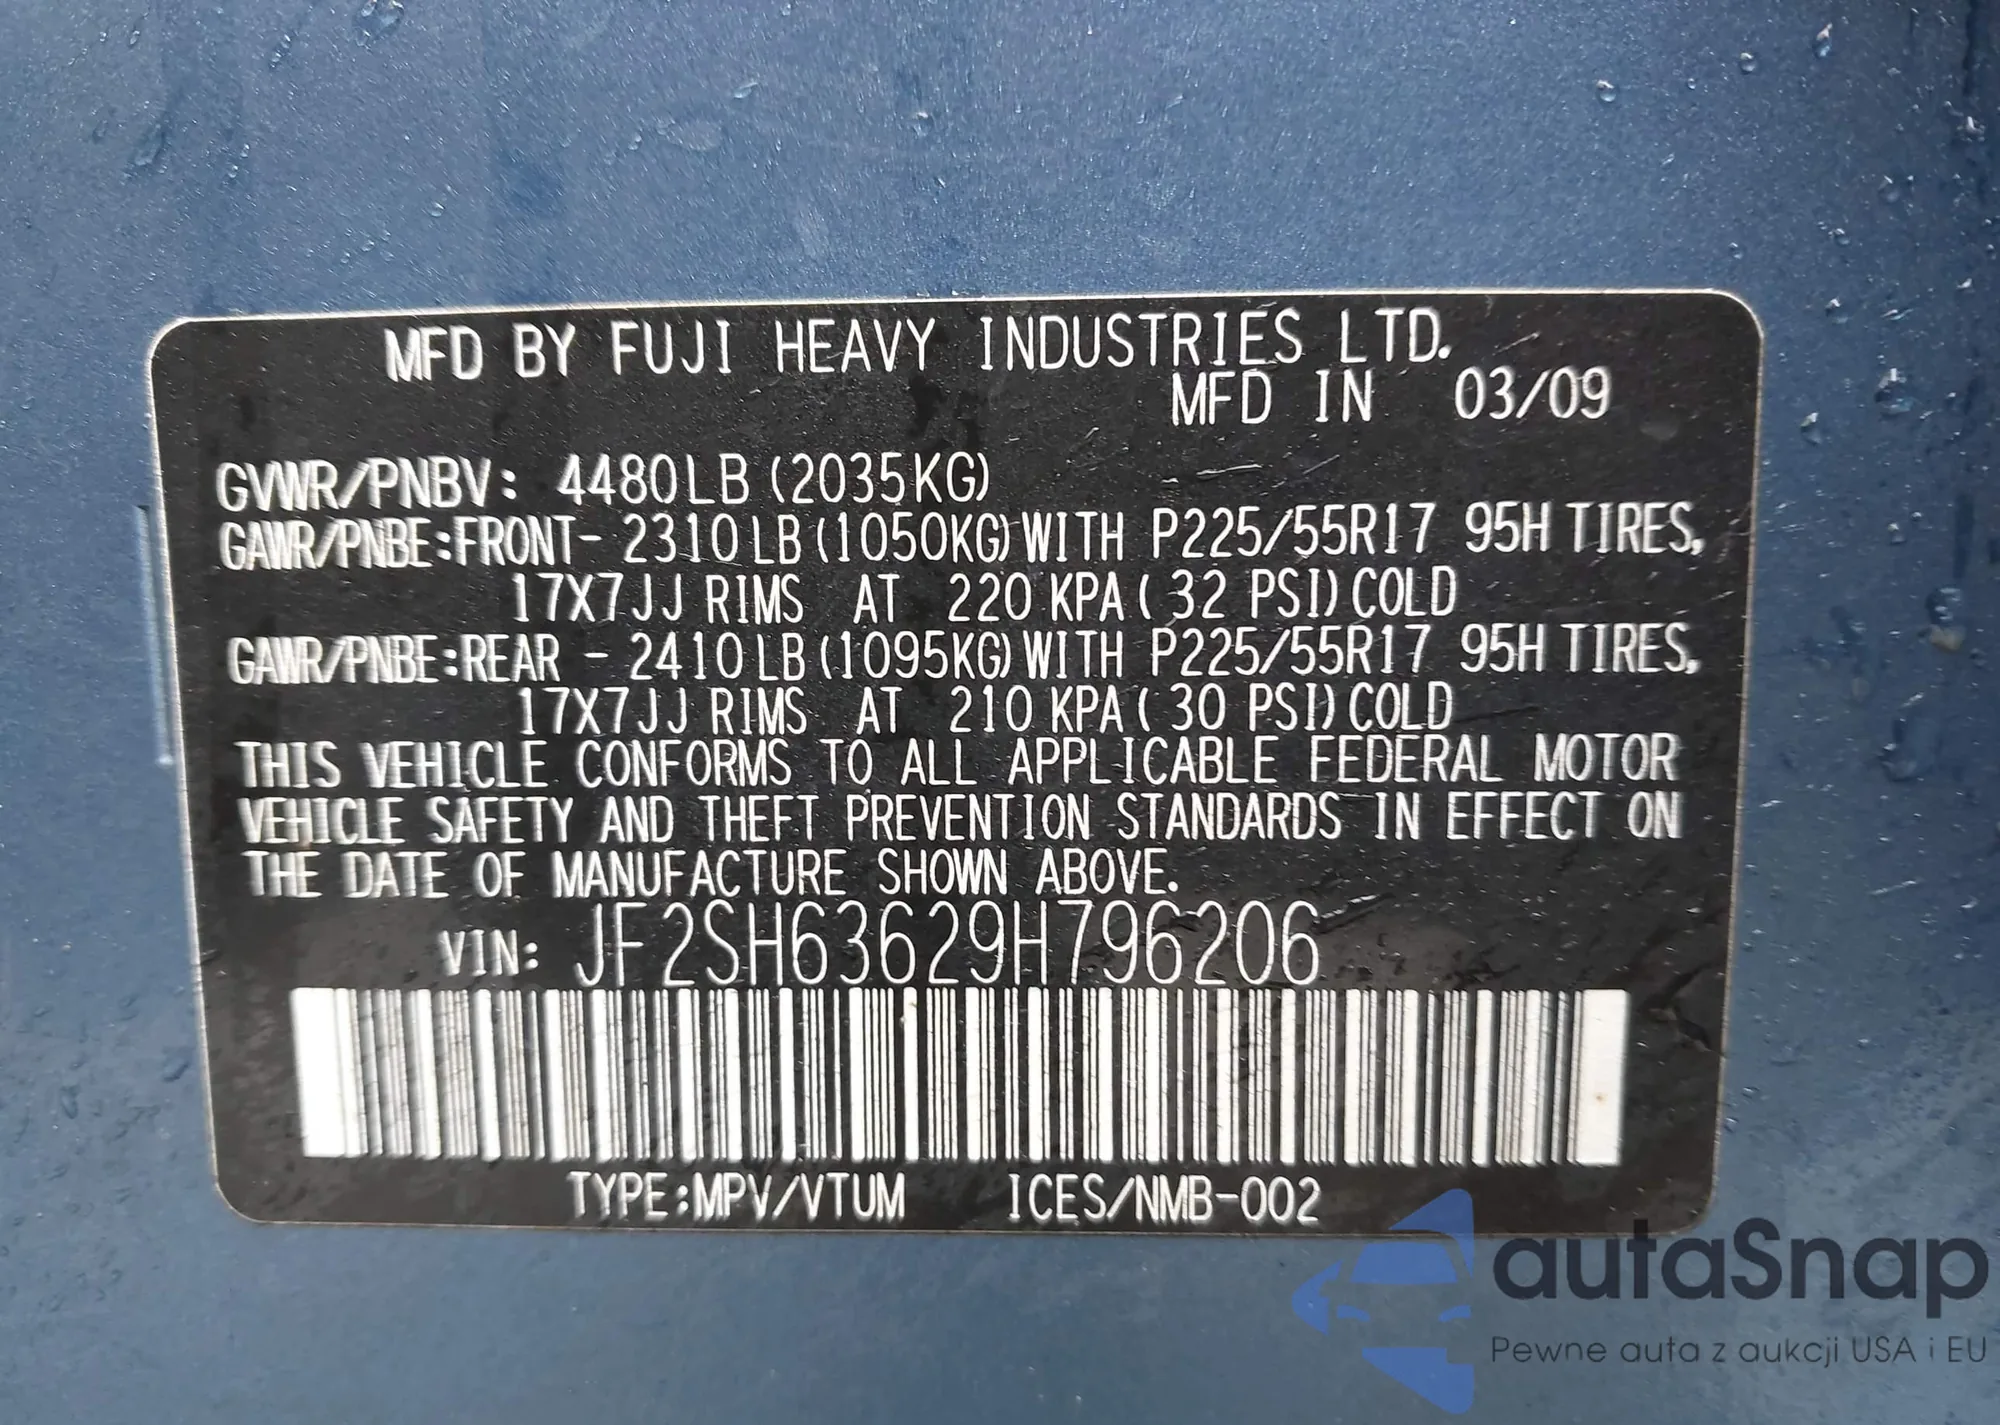 MFD BY FUJI HEAVY INDUSTRIES LTD.
MFD IN 03/09
GVWR/PNBV: 4480LB (2035KG)
GAWR/PNBE:FRONT- 2310LB(1050KG)WITH P225/55R17 95H TIRES,
17X7JJ RIMS AT 220 KPA( 32 PSI)COLD
GAWR/PNBE:REAR - 2410LB(1095KG)WITH P225/55R17 95H TIRES,
17X7JJ RIMS AT 210 KPA( 30 PSI)COLD
THIS VEHICLE CONFORMS TO ALL APPLICABLE FEDERAL MOTOR
VEHICLE SAFETY AND THEFT PREVENTION STANDARDS IN EFFECT ON
THE DATE OF MANUFACTURE SHOWN ABOVE.
VIN: JF2SH63629H796206
TYPE:MPV/VTUM ICES/NMB-002
autaSnap
Pewne auta z aukcji USA i EU